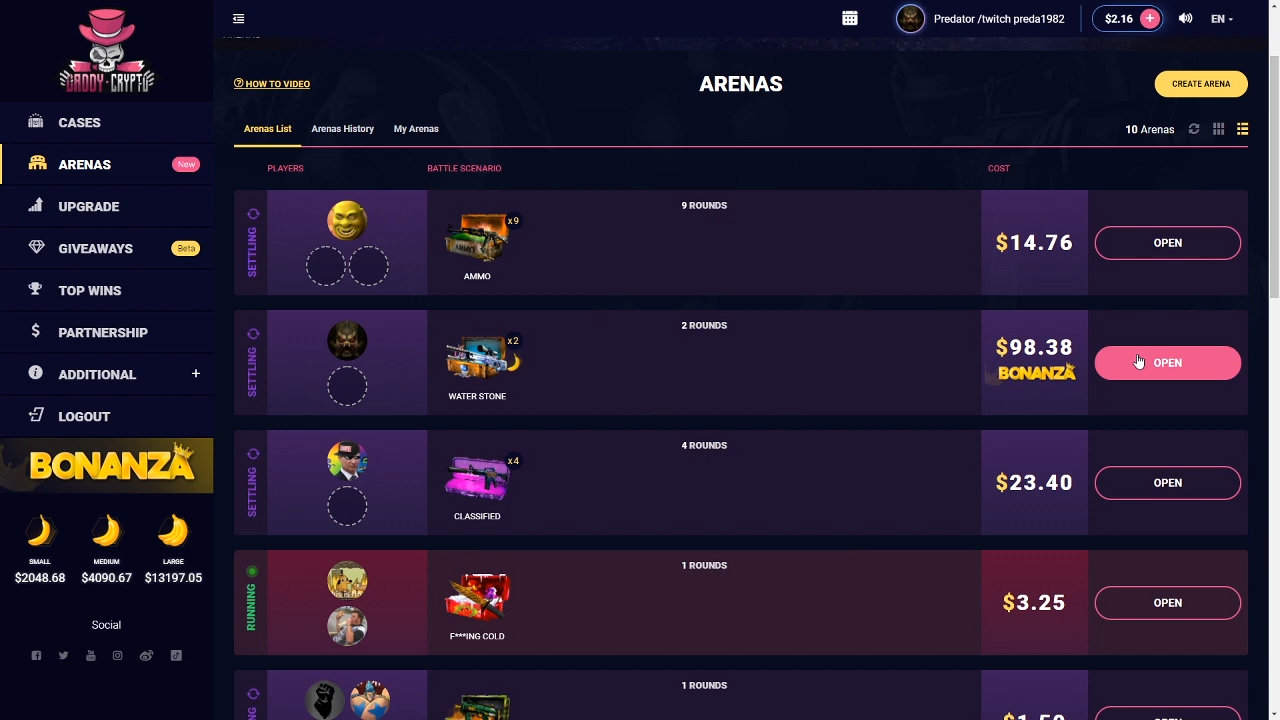 DADDY CRYPTO
CASES
ARENAS
New
UPGRADE
GIVEAWAYS
Beta
TOP WINS
$ PARTNERSHIP
ADDITIONAL +
LOGOUT
BONANZA
SMALL
MEDIUM
LARGE
$2048.68
$4090.67
$13197.05
Social
Predator /twitch preda1982
$2.16 +
EN
? HOW TO VIDEO
ARENAS
CREATE ARENA
Arenas List
Arenas History
My Arenas
10 Arenas
PLAYERS
BATTLE SCENARIO
COST
SETTLING
x9
AMMO
9 ROUNDS
$14.76
OPEN
SETTLING
x2
WATER STONE
2 ROUNDS
$98.38
BONANZA
OPEN
SETTLING
x4
CLASSIFIED
4 ROUNDS
$23.40
OPEN
RUNNING
F***ING COLD
1 ROUNDS
$3.25
OPEN
1 ROUNDS